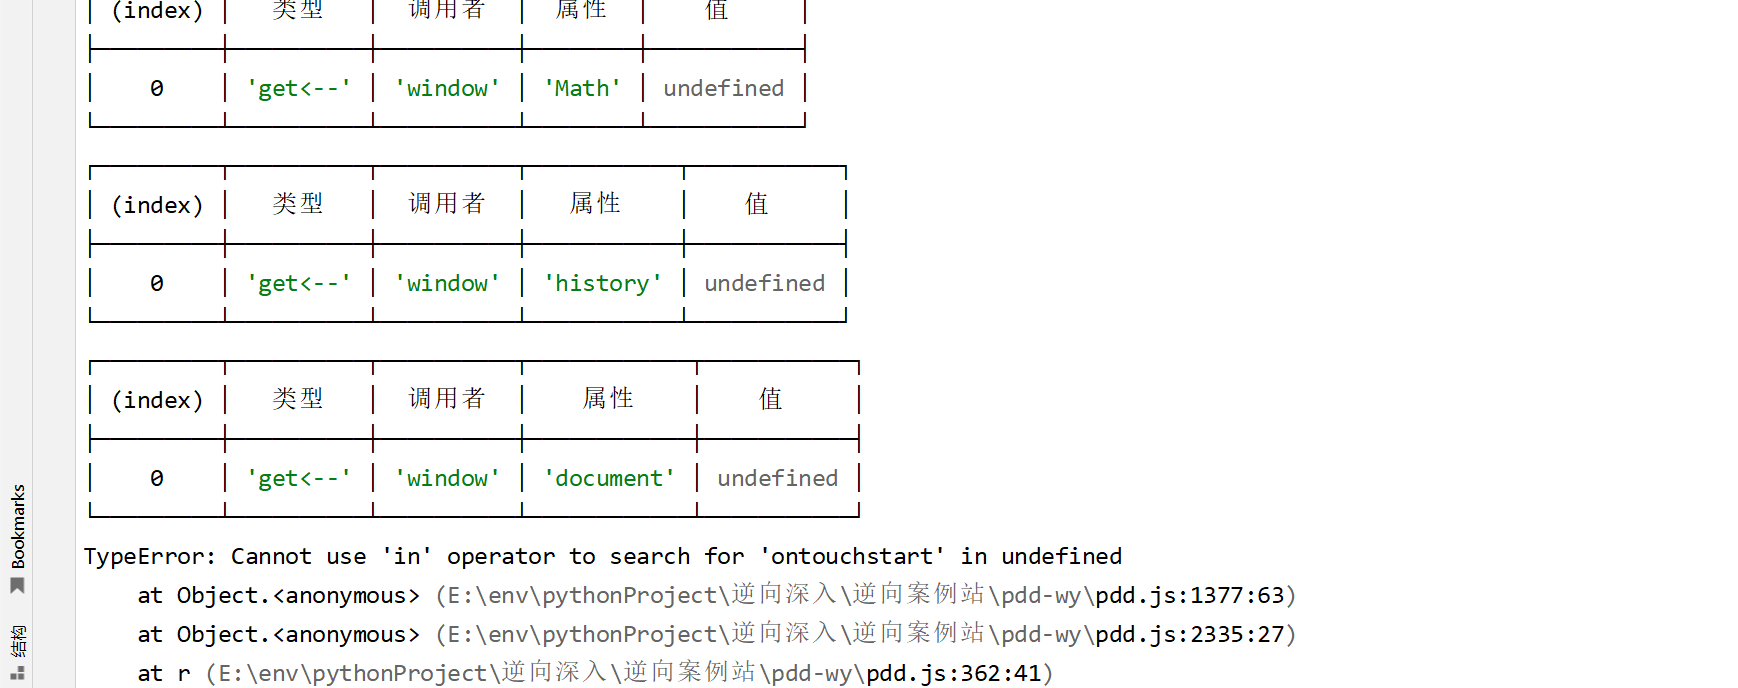 (index) 类型 调用者 属性 值
0 'get<--' 'window' 'Math' undefined
(index) 类型 调用者 属性 值
0 'get<--' 'window' 'history' undefined
(index) 类型 调用者 属性 值
0 'get<--' 'window' 'document' undefined
TypeError: Cannot use 'in' operator to search for 'ontouchstart' in undefined
at Object.<anonymous> (E:\env\pythonProject\逆向深入\逆向案例站\pdd-wy\pdd.js:1377:63)
at Object.<anonymous> (E:\env\pythonProject\逆向深入\逆向案例站\pdd-wy\pdd.js:2335:27)
at r (E:\env\pythonProject\逆向深入\逆向案例站\pdd-wy\pdd.js:362:41)
Bookmarks
结构